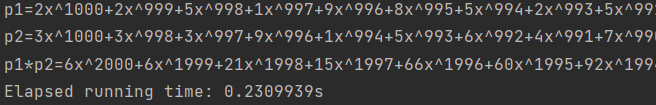 p1=2x^1000+2x^999+5x^998+1x^997+9x^996+8x^995+5x^994+2x^993+5x^99
p2=3x^1000+3x^998+3x^997+9x^996+1x^994+5x^993+6x^992+4x^991+7x^99
p1*p2=6x^2000+6x^1999+21x^1998+15x^1997+66x^1996+60x^1995+92x^199
Elapsed running time: 0.2309939s